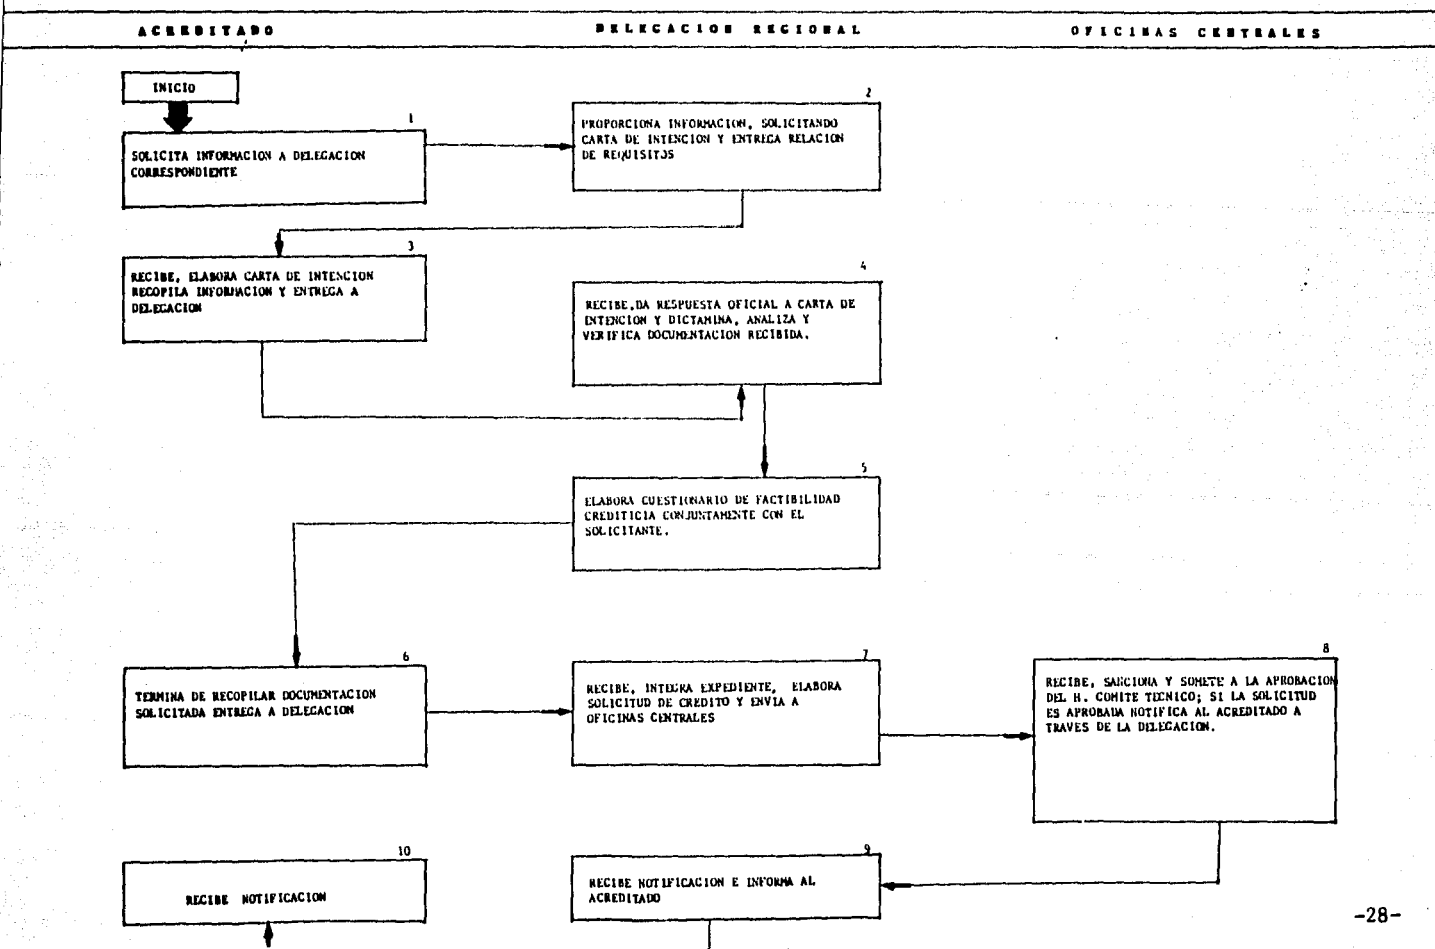 ACREDITADO
DELEGACION REGIONAL
OFICINAS CENTRALES
INICIO
1
SOLICITA INFORMACION A DELEGACION
CORRESPONDIENTE
2
PROPORCIONA INFORMACION, SOLICITANDO
CARTA DE INTENCION Y ENTREGA RELACION
DE REQUISITOS
3
RECIBE, ELABORA CARTA DE INTENCION
RECOPILA INFORMACION Y ENTREGA A
DELEGACION
4
RECIBE,DA RESPUESTA OFICIAL A CARTA DE
INTENCION Y DICTAMINA, ANALIZA Y
VERIFICA DOCUMENTACION RECIBIDA.
5
ELABORA CUESTIONARIO DE FACTIBILIDAD
CREDITICIA CONJUNTAMENTE CON EL
SOLICITANTE.
6
TERMINA DE RECOPILAR DOCUMENTACION
SOLICITADA ENTREGA A DELEGACION
7
RECIBE, INTEGRA EXPEDIENTE, ELABORA
SOLICITUD DE CREDITO Y ENVIA A
OFICINAS CENTRALES
8
RECIBE, SANCIONA Y SOMETE A LA APROBACION
DEL H. COMITE TECNICO; SI LA SOLICITUD
ES APROBADA NOTIFICA AL ACREDITADO A
TRAVES DE LA DELEGACION.
10
RECIBE NOTIFICACION
9
RECIBE NOTIFICACION E INFORMA AL
ACREDITADO
-28-